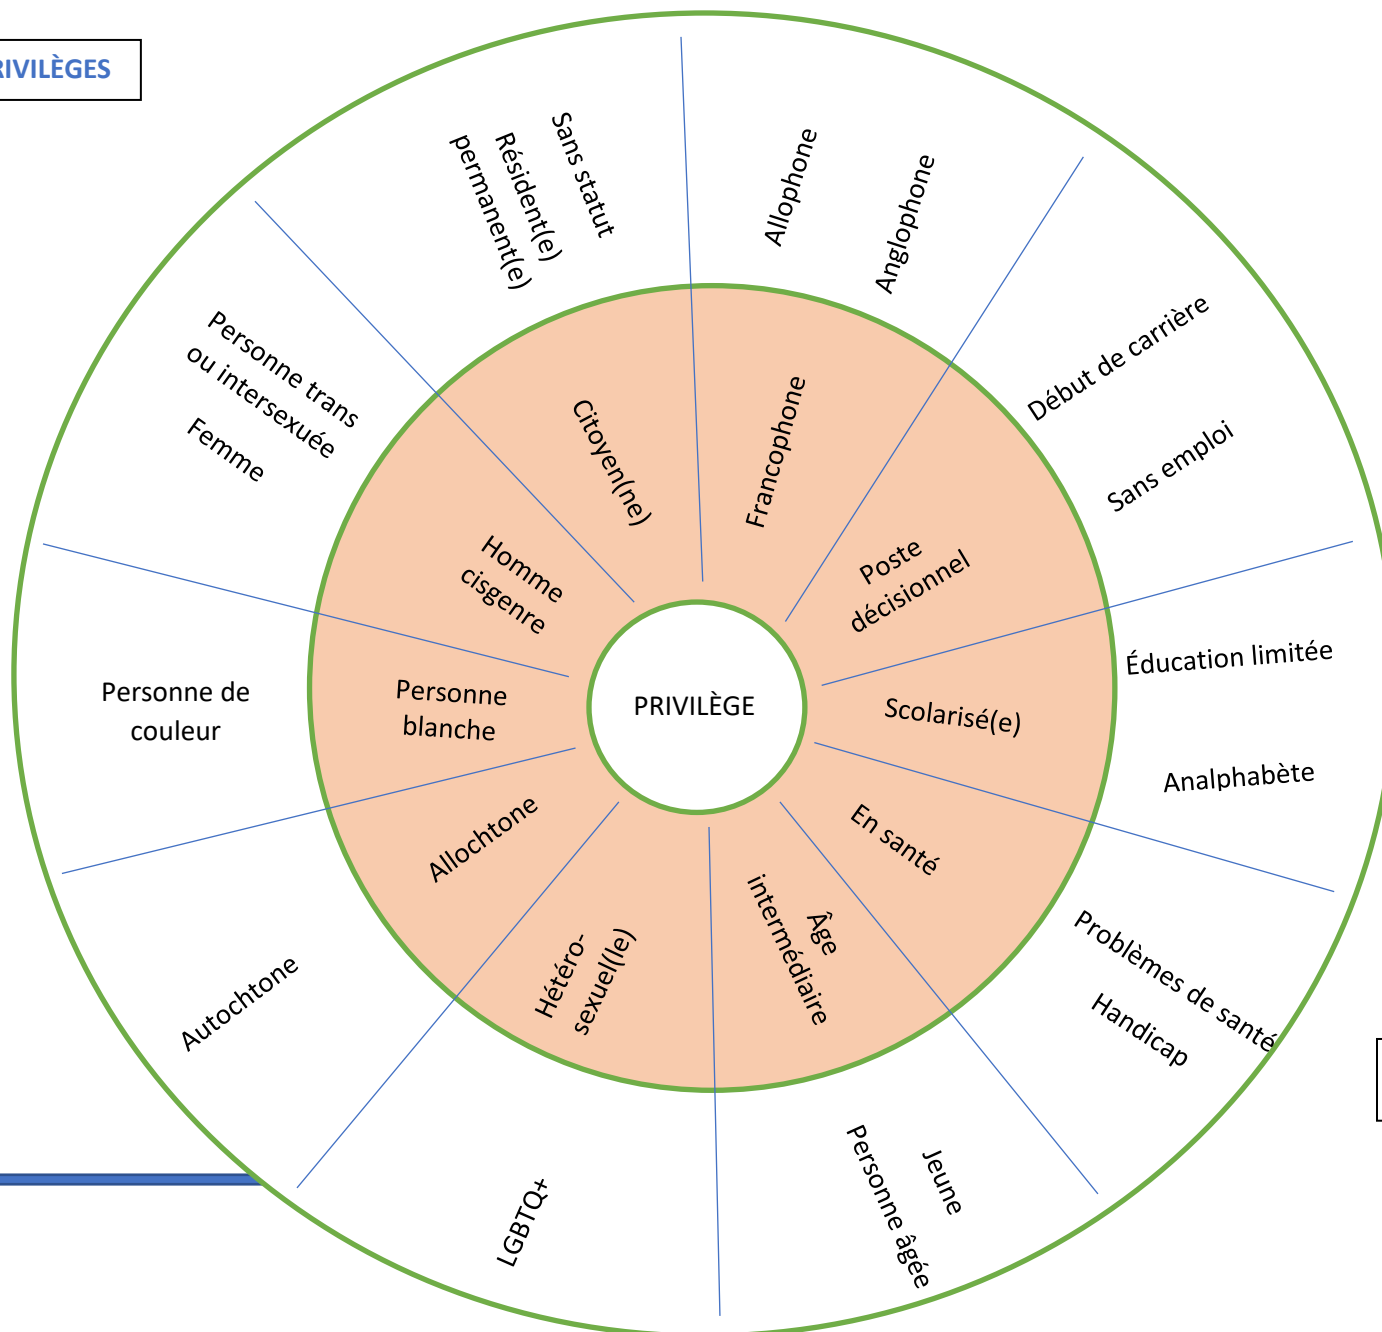 RIVILÈGES
Sans statut
Résident(e)
permanent(e)
Allophone
Anglophone
Début de carrière
Sans emploi
Éducation limitée
Analphabète
Problèmes de santé
Handicap
Jeune
Personne âgée
LGBTQ+
Autochtone
Personne de
couleur
Personne trans
ou intersexuée
Femme
Citoyen(ne)
Francophone
Poste
décisionnel
Scolarisé(e)
En santé
Âge
intermédiaire
Hétéro-
sexuel(le)
Allochtone
Personne
blanche
Homme
cisgenre
PRIVILÈGE